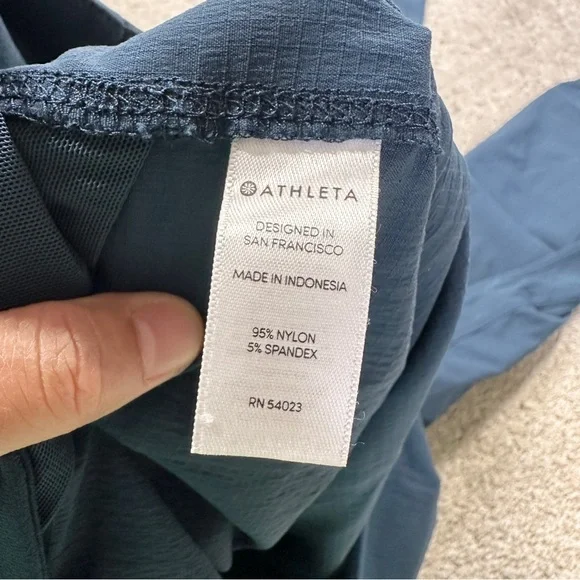 ATHLETA
DESIGNED IN
SAN FRANCISCO
MADE IN INDONESIA
95% NYLON
5% SPANDEX
RN 54023